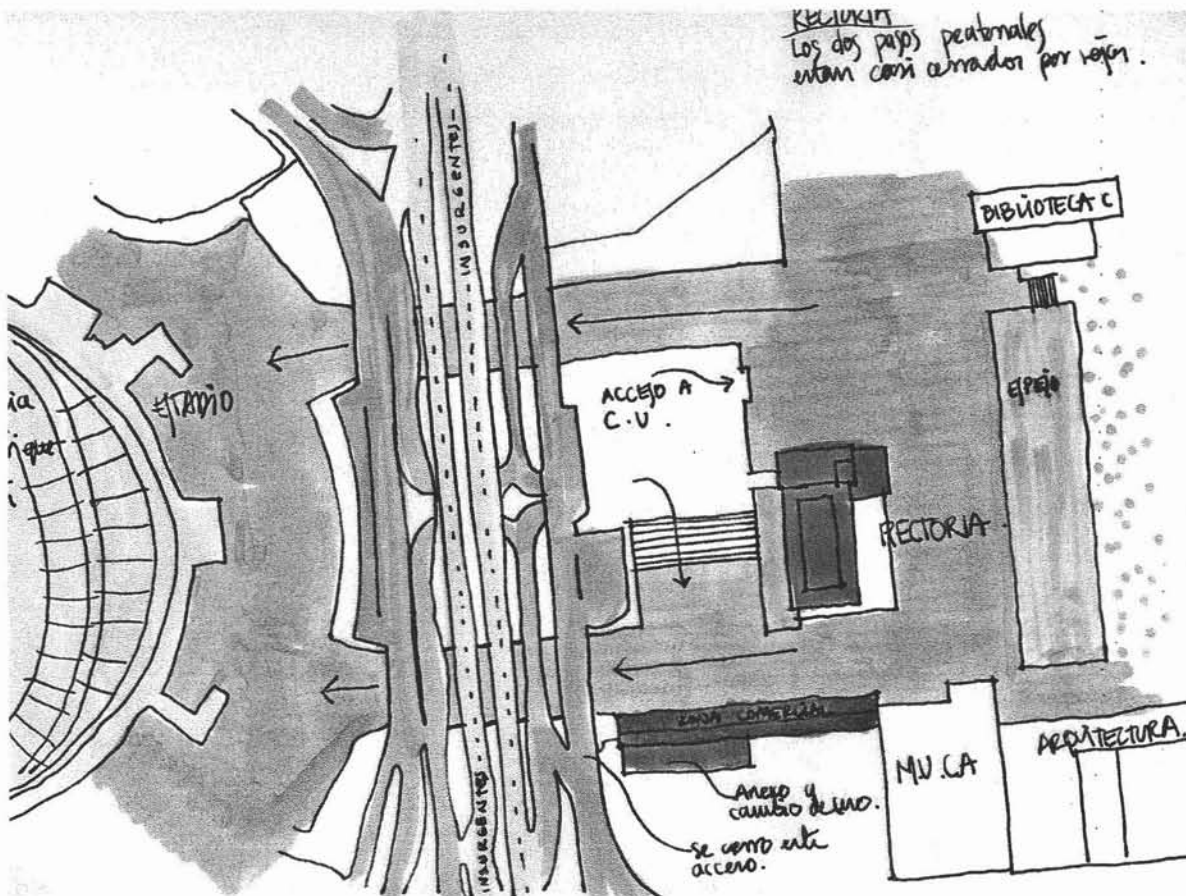 RECTORIA
Los dos pasos peatonales
estan casi cerrados por rejas.
BIBLIOTECA C
INSURGENTES
ESTADIO
ACCESO A
C.U.
ESPEJO
RECTORIA
ZONA COMERCIAL
M.U.CA
ARQUITECTURA.
Anexo y
cambio de uso.
se cerro este
acceso.
INSURGENTES